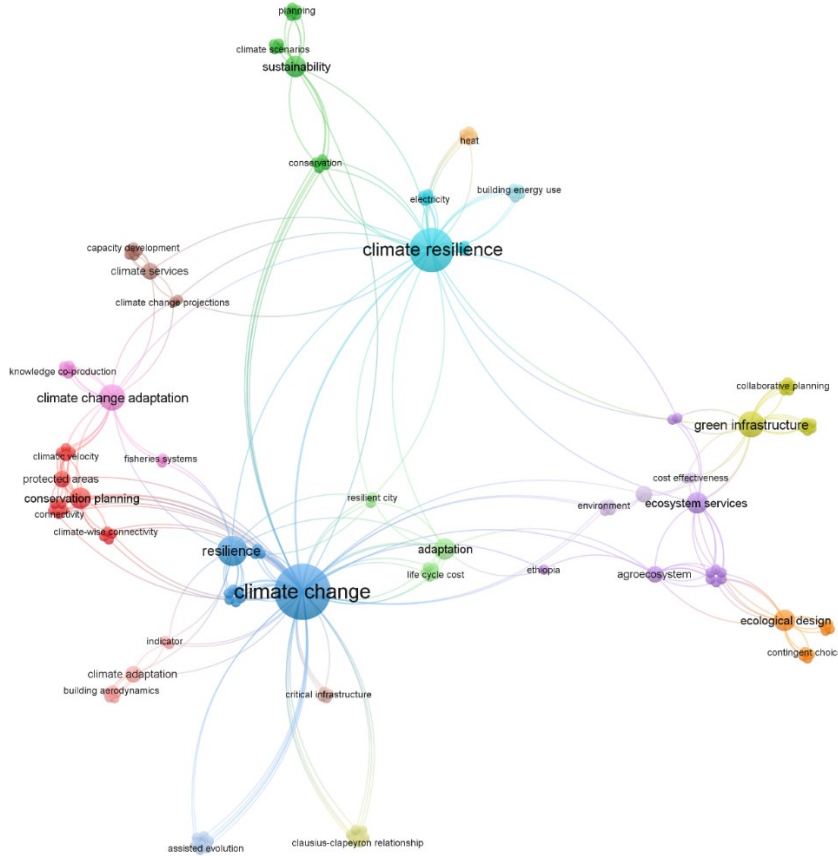 planning
climate scenarios
sustainability
heat
conservation
building energy use
electricity
climate resilience
capacity development
climate services
climate change projections
knowledge co-production
collaborative planning
climate change adaptation
green infrastructure
climatic velocity
fisheries systems
protected areas
cost effectiveness
conservation planning
resilient city
ecosystem services
connectivity
environment
climate-wise connectivity
resilience
adaptation
ethiopia
agroecosystem
life cycle cost
climate change
ecological design
indicator
contingent choice
climate adaptation
building aerodynamics
critical infrastructure
clausius-clapeyron relationship
assisted evolution